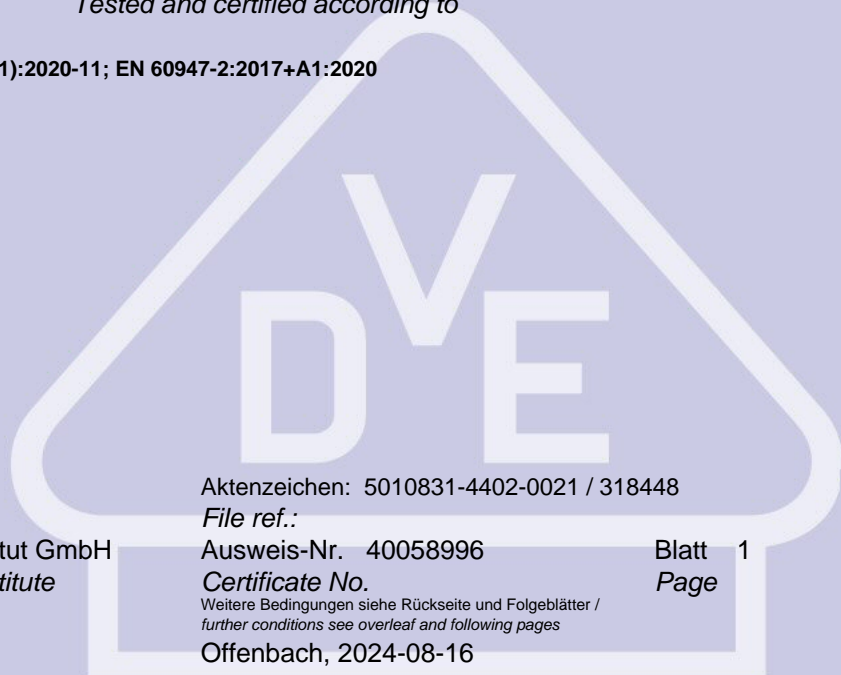 Tested and certified according to
1):2020-11; EN 60947-2:2017+A1:2020
DVE
Aktenzeichen: 5010831-4402-0021 / 318448
File ref.:
tut GmbH Ausweis-Nr. 40058996 Blatt 1
titute Certificate No. Page
Weitere Bedingungen siehe Rückseite und Folgeblätter /
further conditions see overleaf and following pages
Offenbach, 2024-08-16